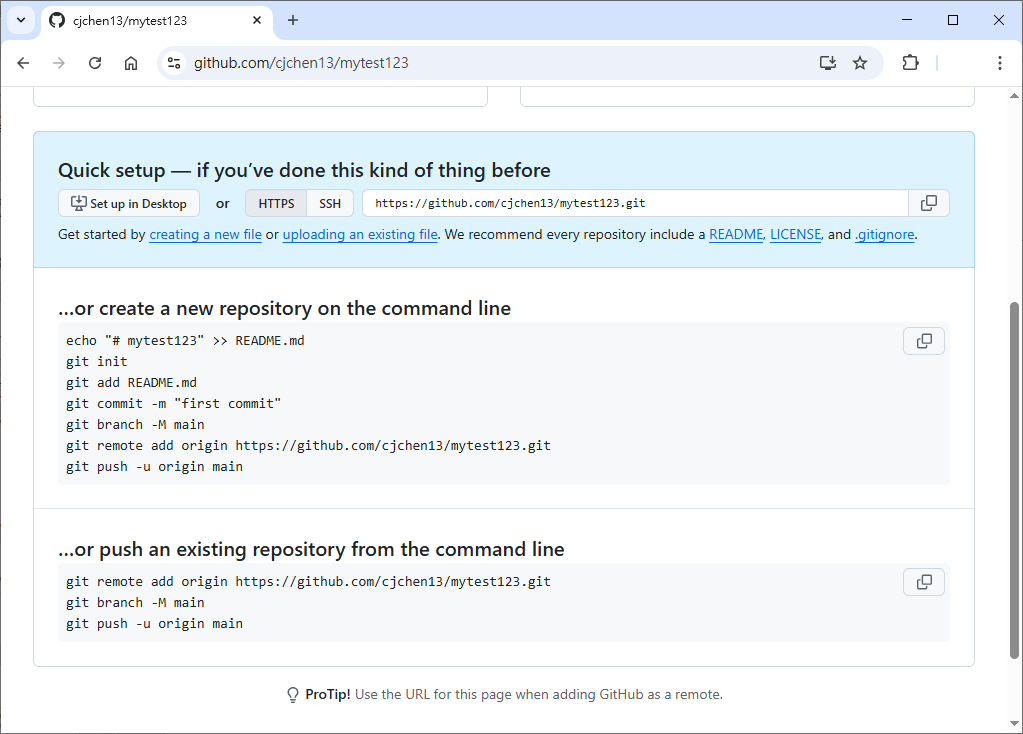 cjchen13/mytest123
github.com/cjchen13/mytest123
Quick setup — if you’ve done this kind of thing before
Set up in Desktop or HTTPS SSH https://github.com/cjchen13/mytest123.git
Get started by creating a new file or uploading an existing file. We recommend every repository include a README, LICENSE, and .gitignore.
…or create a new repository on the command line
echo "# mytest123" >> README.md
git init
git add README.md
git commit -m "first commit"
git branch -M main
git remote add origin https://github.com/cjchen13/mytest123.git
git push -u origin main
…or push an existing repository from the command line
git remote add origin https://github.com/cjchen13/mytest123.git
git branch -M main
git push -u origin main
ProTip! Use the URL for this page when adding GitHub as a remote.